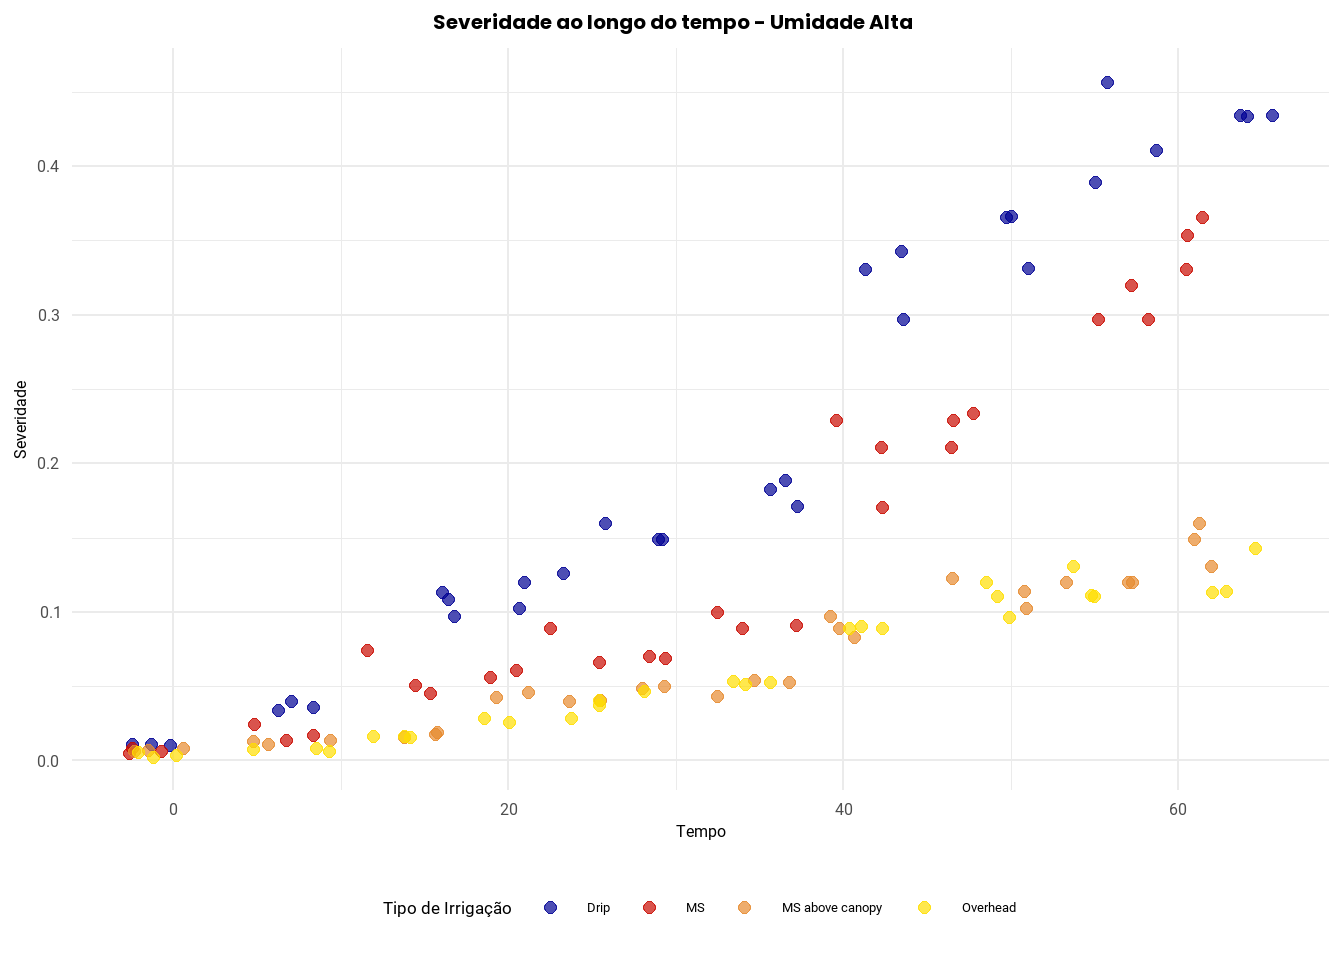 Severidade ao longo do tempo - Umidade Alta
0.4
0.3
0.2
0.1
0.0
Severidade
0 20 40 60
Tempo
Tipo de Irrigação Drip MS MS above canopy Overhead